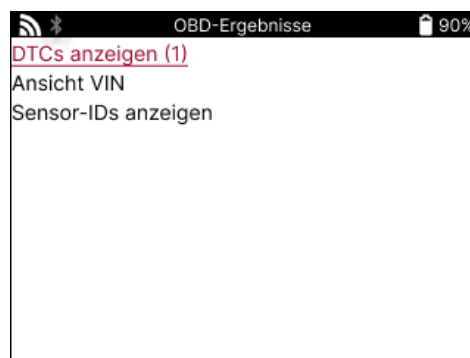 OBD-Ergebnisse 90%
DTCs anzeigen (1)
Ansicht VIN
Sensor-IDs anzeigen